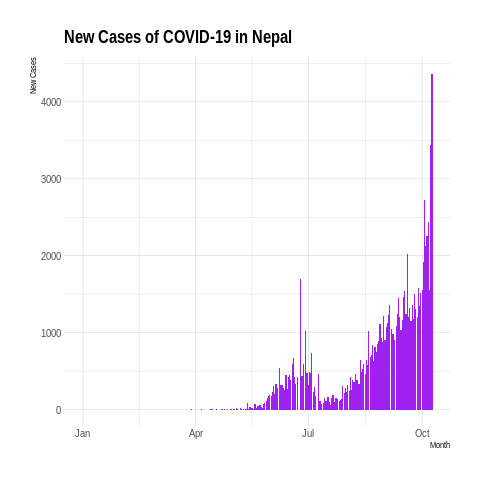 New Cases of COVID-19 in Nepal
New Cases
4000
3000
2000
1000
0
Jan Apr Jul Oct
Month